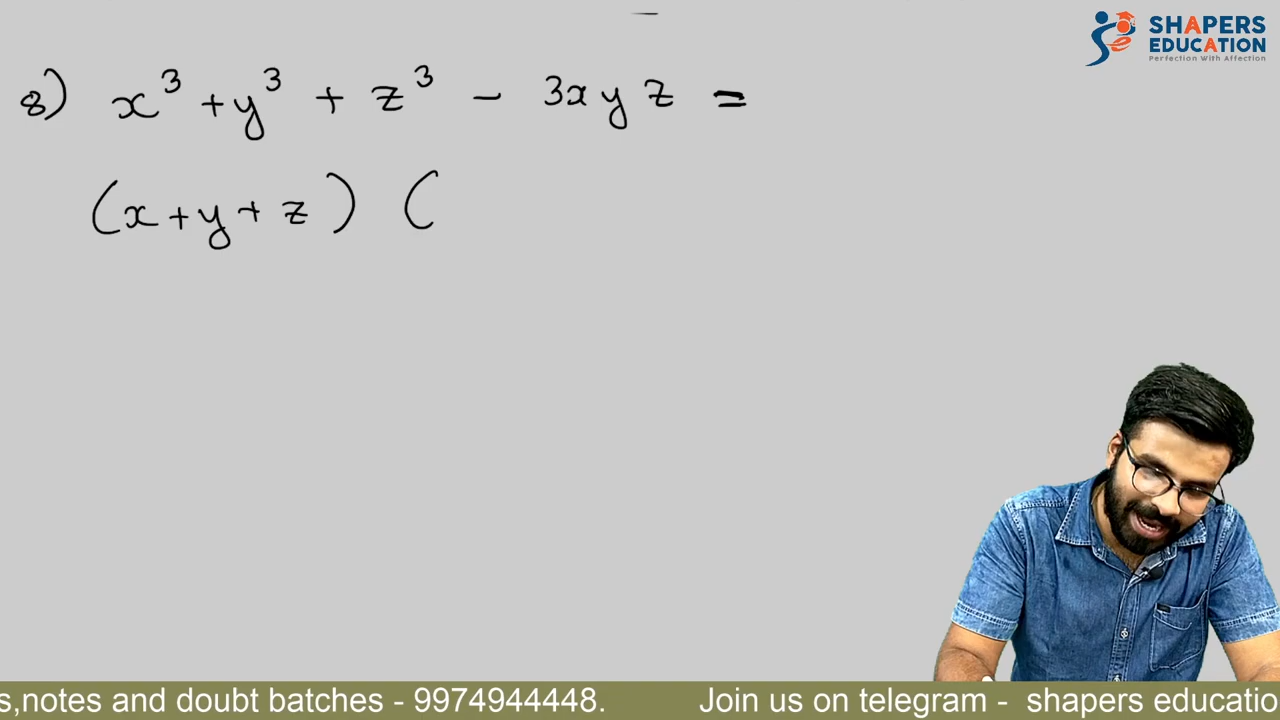 SHAPERS
EDUCATION
Perfection With Affection
8) x³ + y³ + z³ - 3xyz =
(x+y+z) (
s,notes and doubt batches - 9974944448. Join us on telegram - shapers educatio